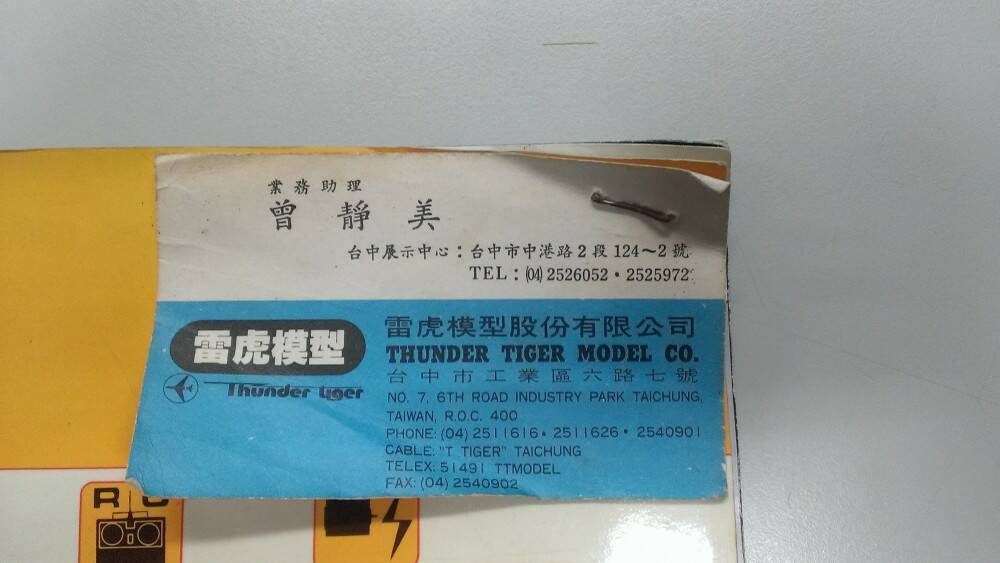 業務助理
曾靜美
台中展示中心：台中市中港路2段124～2號
TEL：(04)2526052・2525972
雷虎模型
Thunder tiger
雷虎模型股份有限公司
THUNDER TIGER MODEL CO.
台中市工業區六路七號
NO. 7, 6TH ROAD INDUSTRY PARK TAICHUNG,
TAIWAN, R.O.C. 400
PHONE: (04) 2511616・2511626・2540901
CABLE: "T TIGER" TAICHUNG
TELEX: 51491 TTMODEL
FAX: (04) 2540902
R/C